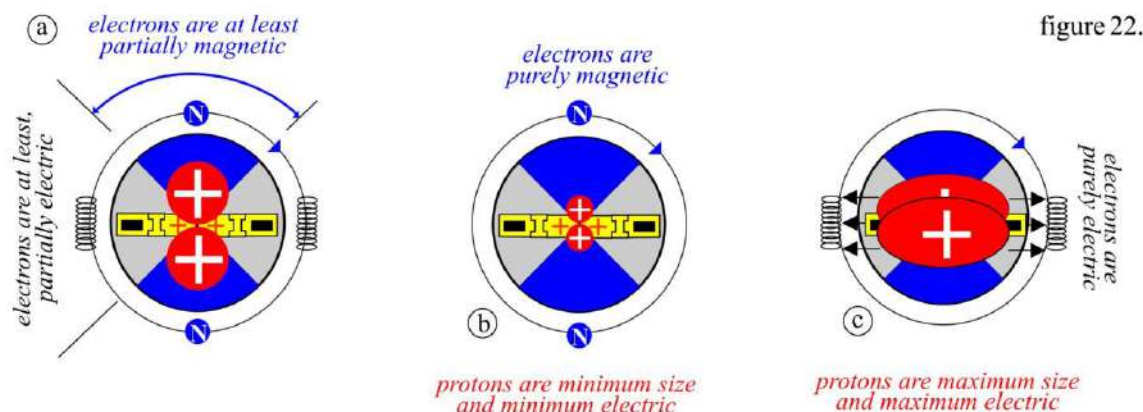 figure 22.
a
electrons are at least
partially magnetic
N
electrons are at least,
partially electric
+
+
+ + + +
N
electrons are
purely magnetic
N
+
+ +
+
N
b
protons are minimum size
and minimum electric
+
electrons are
purely electric
c
protons are maximum size
and maximum electric